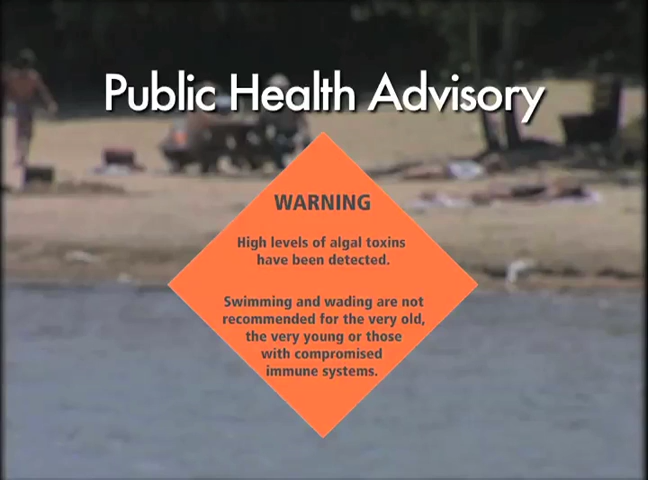 Public Health Advisory
WARNING
High levels of algal toxins
have been detected.
Swimming and wading are not
recommended for the very old,
the very young or those
with compromised
immune systems.